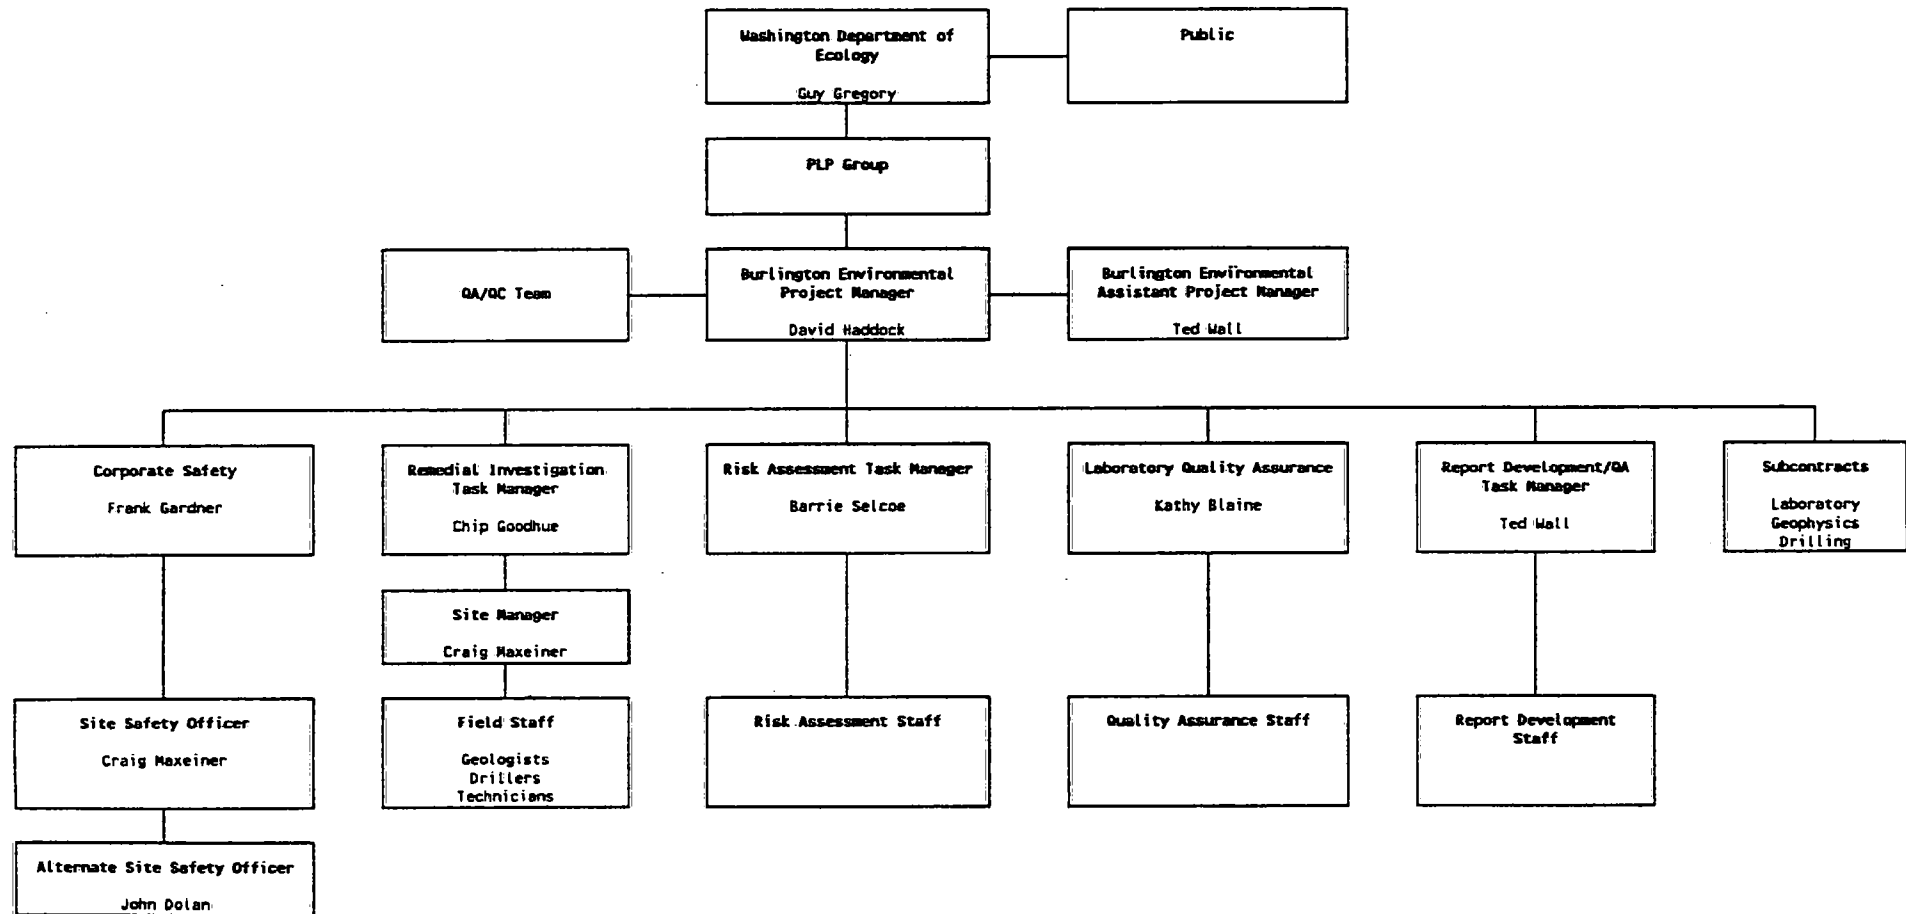 Washington Department of
Ecology
Guy Gregory
Public
PLP Group
QA/QC Team
Burlington Environmental
Project Manager
David Haddock
Burlington Environmental
Assistant Project Manager
Ted Wall
Corporate Safety
Frank Gardner
Remedial Investigation
Task Manager
Chip Goodhue
Risk Assessment Task Manager
Barrie Selcoe
Laboratory Quality Assurance
Kathy Blaine
Report Development/QA
Task Manager
Ted Wall
Subcontracts
Laboratory
Geophysics
Drilling
Site Manager
Craig Maxeiner
Site Safety Officer
Craig Maxeiner
Field Staff
Geologists
Drillers
Technicians
Risk Assessment Staff
Quality Assurance Staff
Report Development
Staff
Alternate Site Safety Officer
John Dolan